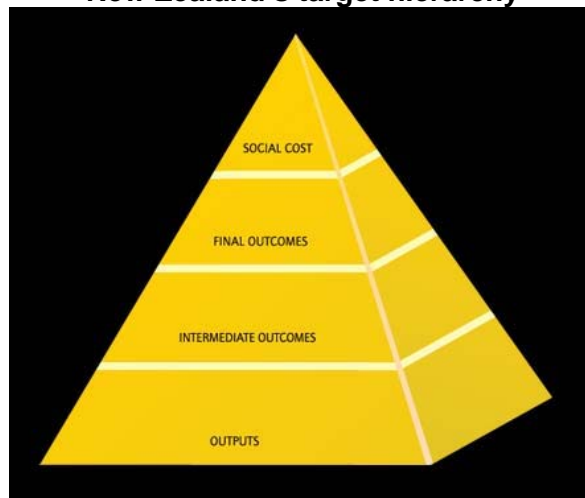 New Zealand's target hierarchy
SOCIAL COST
FINAL OUTCOMES
INTERMEDIATE OUTCOMES
OUTPUTS